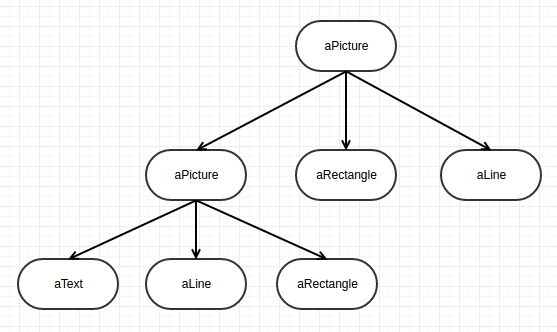 aPicture
aPicture
aRectangle
aLine
aText
aLine
aRectangle